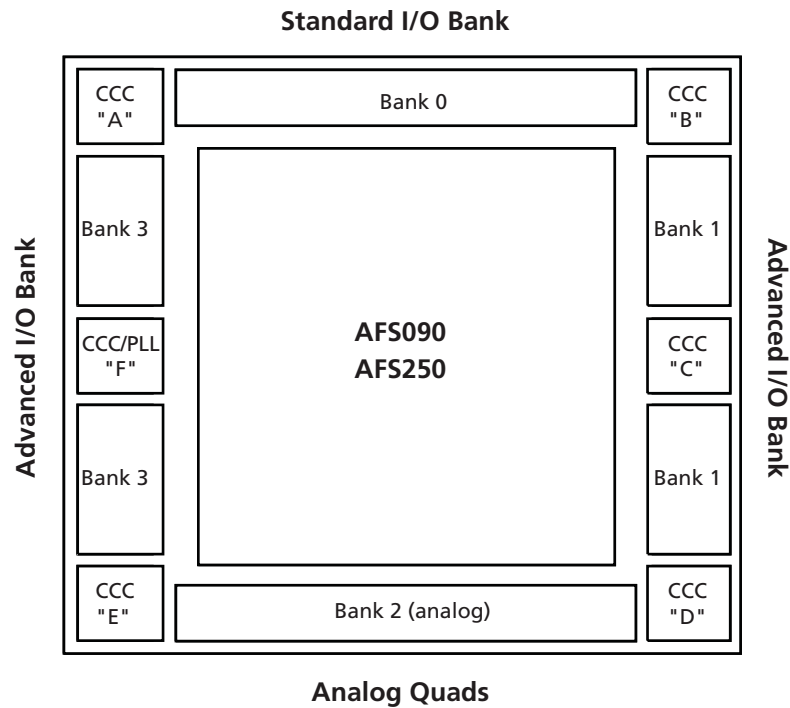 Standard I/O Bank
CCC
"A"
Bank 0
CCC
"B"
Advanced I/O Bank
Bank 3
Bank 1
Advanced I/O Bank
CCC/PLL
"F"
AFS090
AFS250
CCC
"C"
Bank 3
Bank 1
CCC
"E"
Bank 2 (analog)
CCC
"D"
Analog Quads